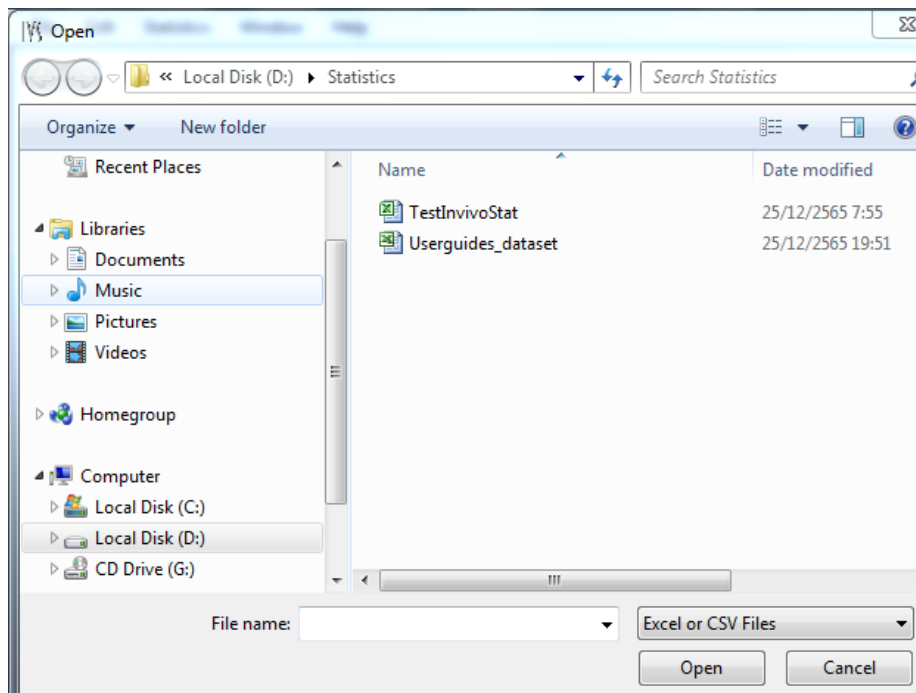 Open
« Local Disk (D:) ▸ Statistics
Search Statistics
Organize
New folder
Recent Places
Libraries
Documents
Music
Pictures
Videos
Homegroup
Computer
Local Disk (C:)
Local Disk (D:)
CD Drive (G:)
Name Date modified
TestInvivoStat 25/12/2565 7:55
Userguides_dataset 25/12/2565 19:51
File name:
Excel or CSV Files
Open
Cancel